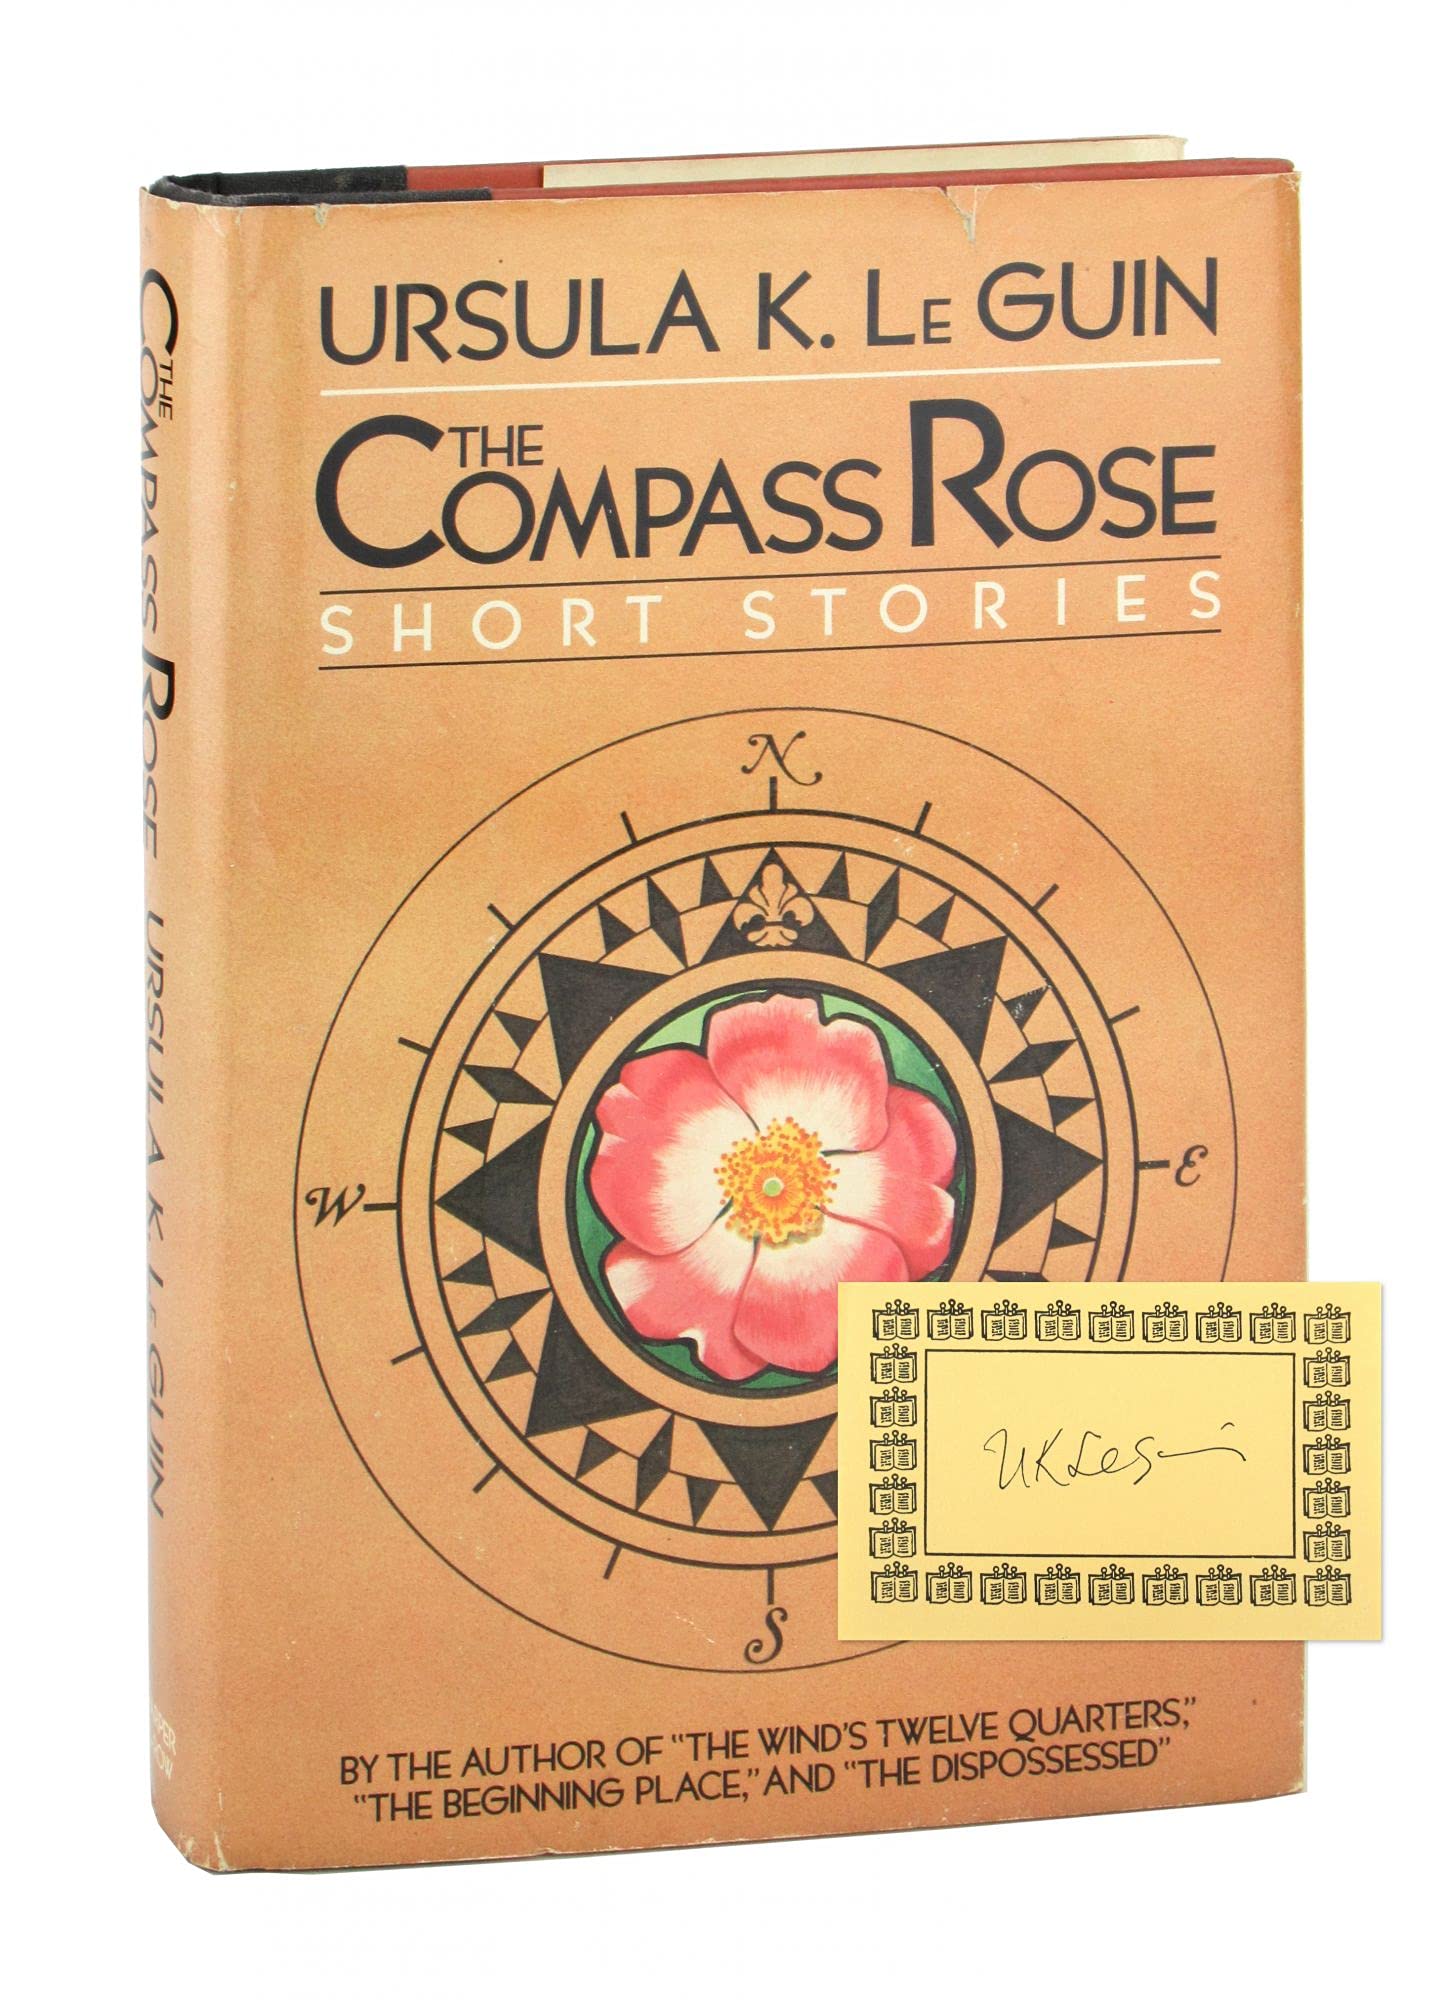 URSULA K. LE GUIN
THE
COMPASS ROSE
SHORT STORIES
N
W
E
S
BY THE AUTHOR OF "THE WIND'S TWELVE QUARTERS,"
"THE BEGINNING PLACE," AND "THE DISPOSSESSED"
THE COMPASS ROSE URSULA K. LE GUIN
UKLeGuin